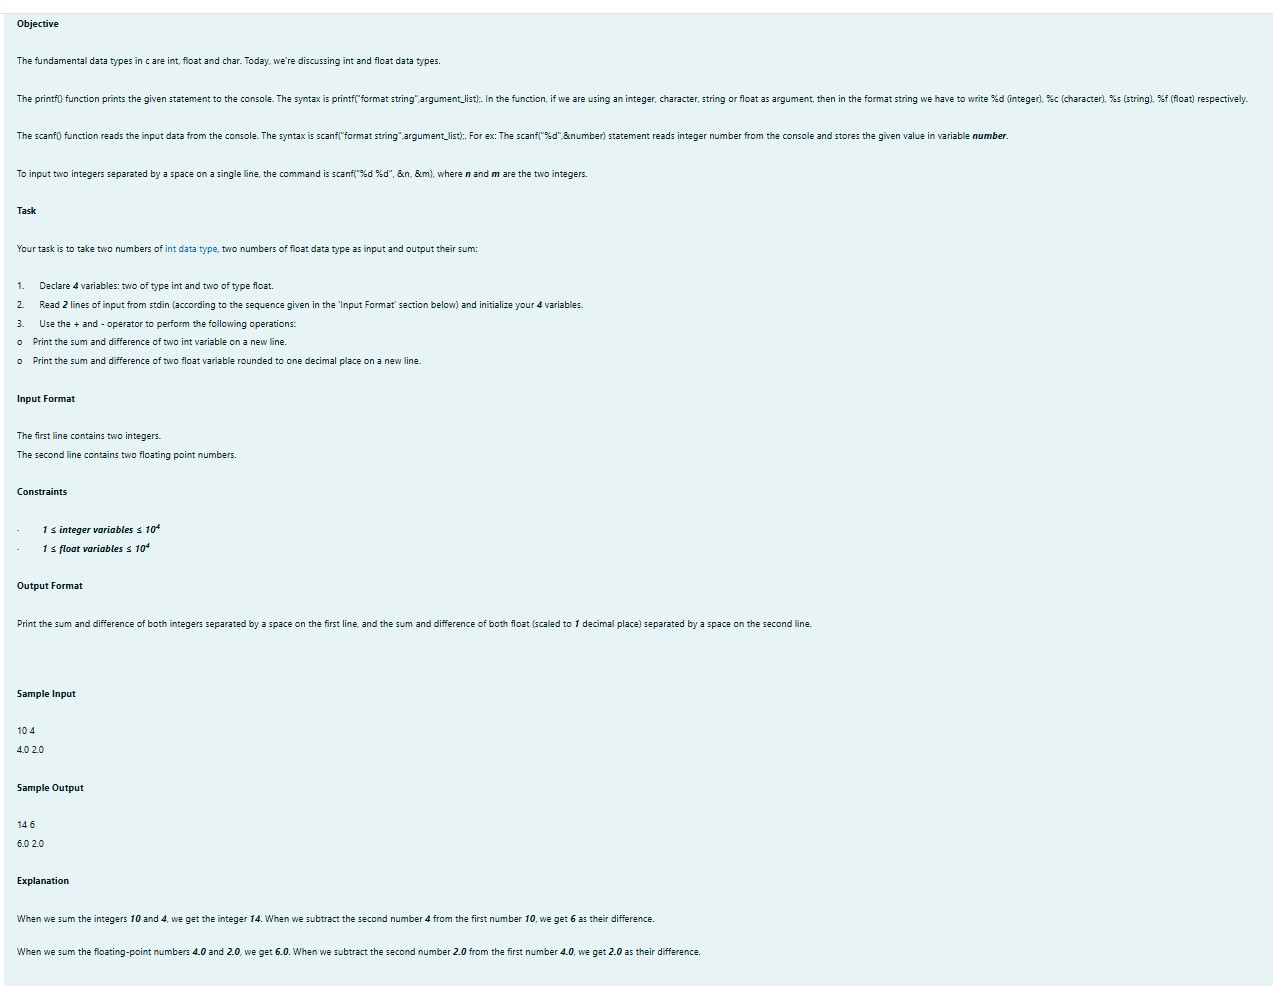 Objective
The fundamental data types in c are int, float and char. Today, we're discussing int and float data types.
The printf() function prints the given statement to the console. The syntax is printf("format string",argument_list);. In the function, if we are using an integer, character, string or float as argument, then in the format string we have to write %d (integer), %c (character), %s (string), %f (float) respectively.
The scanf() function reads the input data from the console. The syntax is scanf("format string",argument_list);. For ex: The scanf("%d",&number) statement reads integer number from the console and stores the given value in variable number.
To input two integers separated by a space on a single line, the command is scanf("%d %d", &n, &m), where n and m are the two integers.
Task
Your task is to take two numbers of int data type, two numbers of float data type as input and output their sum:
1. Declare 4 variables: two of type int and two of type float.
2. Read 2 lines of input from stdin (according to the sequence given in the 'Input Format' section below) and initialize your 4 variables.
3. Use the + and - operator to perform the following operations:
o Print the sum and difference of two int variable on a new line.
o Print the sum and difference of two float variable rounded to one decimal place on a new line.
Input Format
The first line contains two integers.
The second line contains two floating point numbers.
Constraints
· 1 ≤ integer variables ≤ 10⁴
· 1 ≤ float variables ≤ 10⁴
Output Format
Print the sum and difference of both integers separated by a space on the first line, and the sum and difference of both float (scaled to 1 decimal place) separated by a space on the second line.
Sample Input
10 4
4.0 2.0
Sample Output
14 6
6.0 2.0
Explanation
When we sum the integers 10 and 4, we get the integer 14. When we subtract the second number 4 from the first number 10, we get 6 as their difference.
When we sum the floating-point numbers 4.0 and 2.0, we get 6.0. When we subtract the second number 2.0 from the first number 4.0, we get 2.0 as their difference.